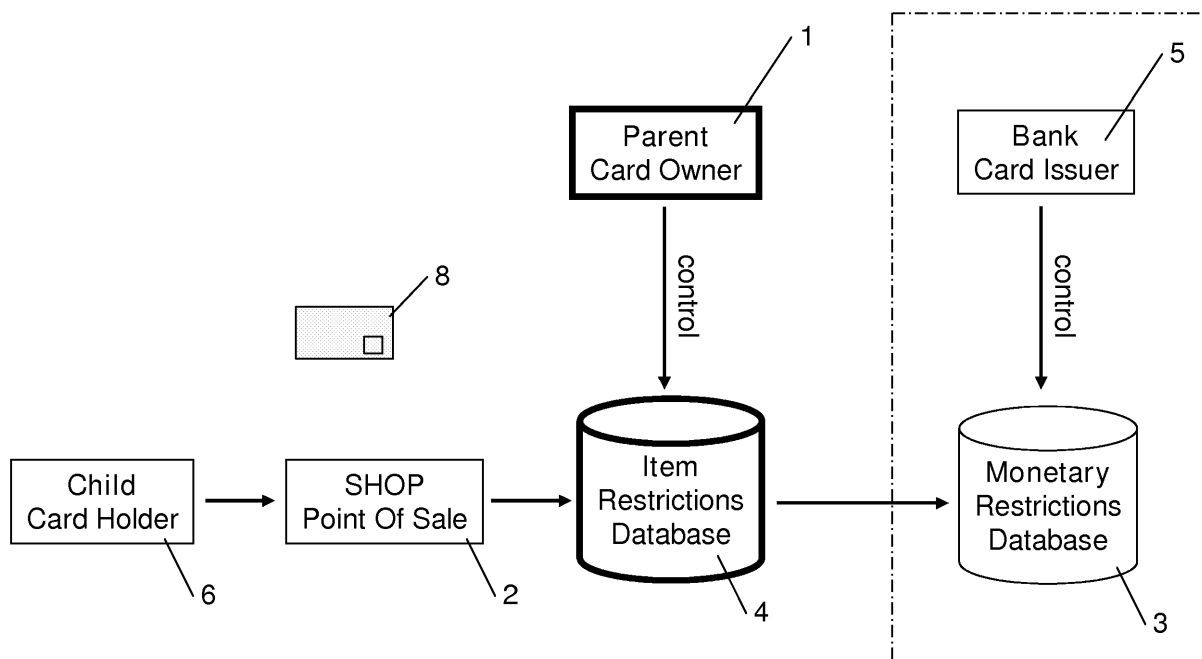 1
5
Parent
Card Owner
Bank
Card Issuer
control
control
8
Child
Card Holder
SHOP
Point Of Sale
Item
Restrictions
Database
Monetary
Restrictions
Database
6
2
4
3